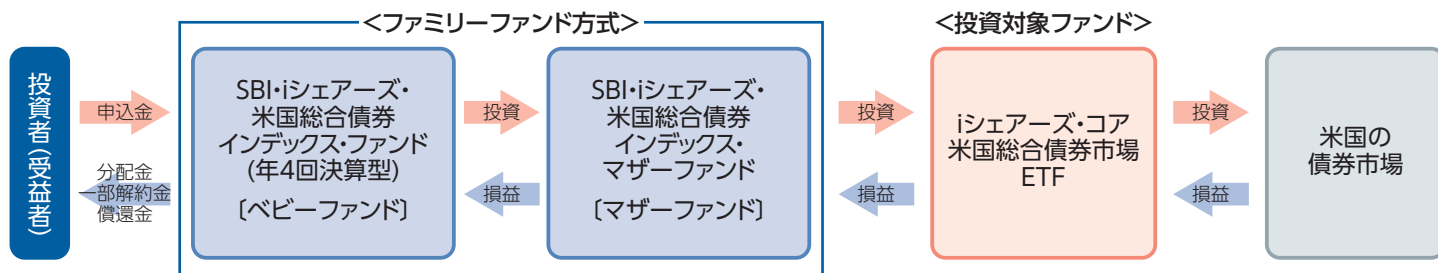 <ファミリーファンド方式>
<投資対象ファンド>
投資者(受益者)
申込金
分配金
一部解約金
償還金
SBI・iシェアーズ・
米国総合債券
インデックス・ファンド
(年4回決算型)
〔ベビーファンド〕
投資
損益
SBI・iシェアーズ・
米国総合債券
インデックス・
マザーファンド
〔マザーファンド〕
投資
損益
iシェアーズ・コア
米国総合債券市場
ETF
投資
損益
米国の
債券市場